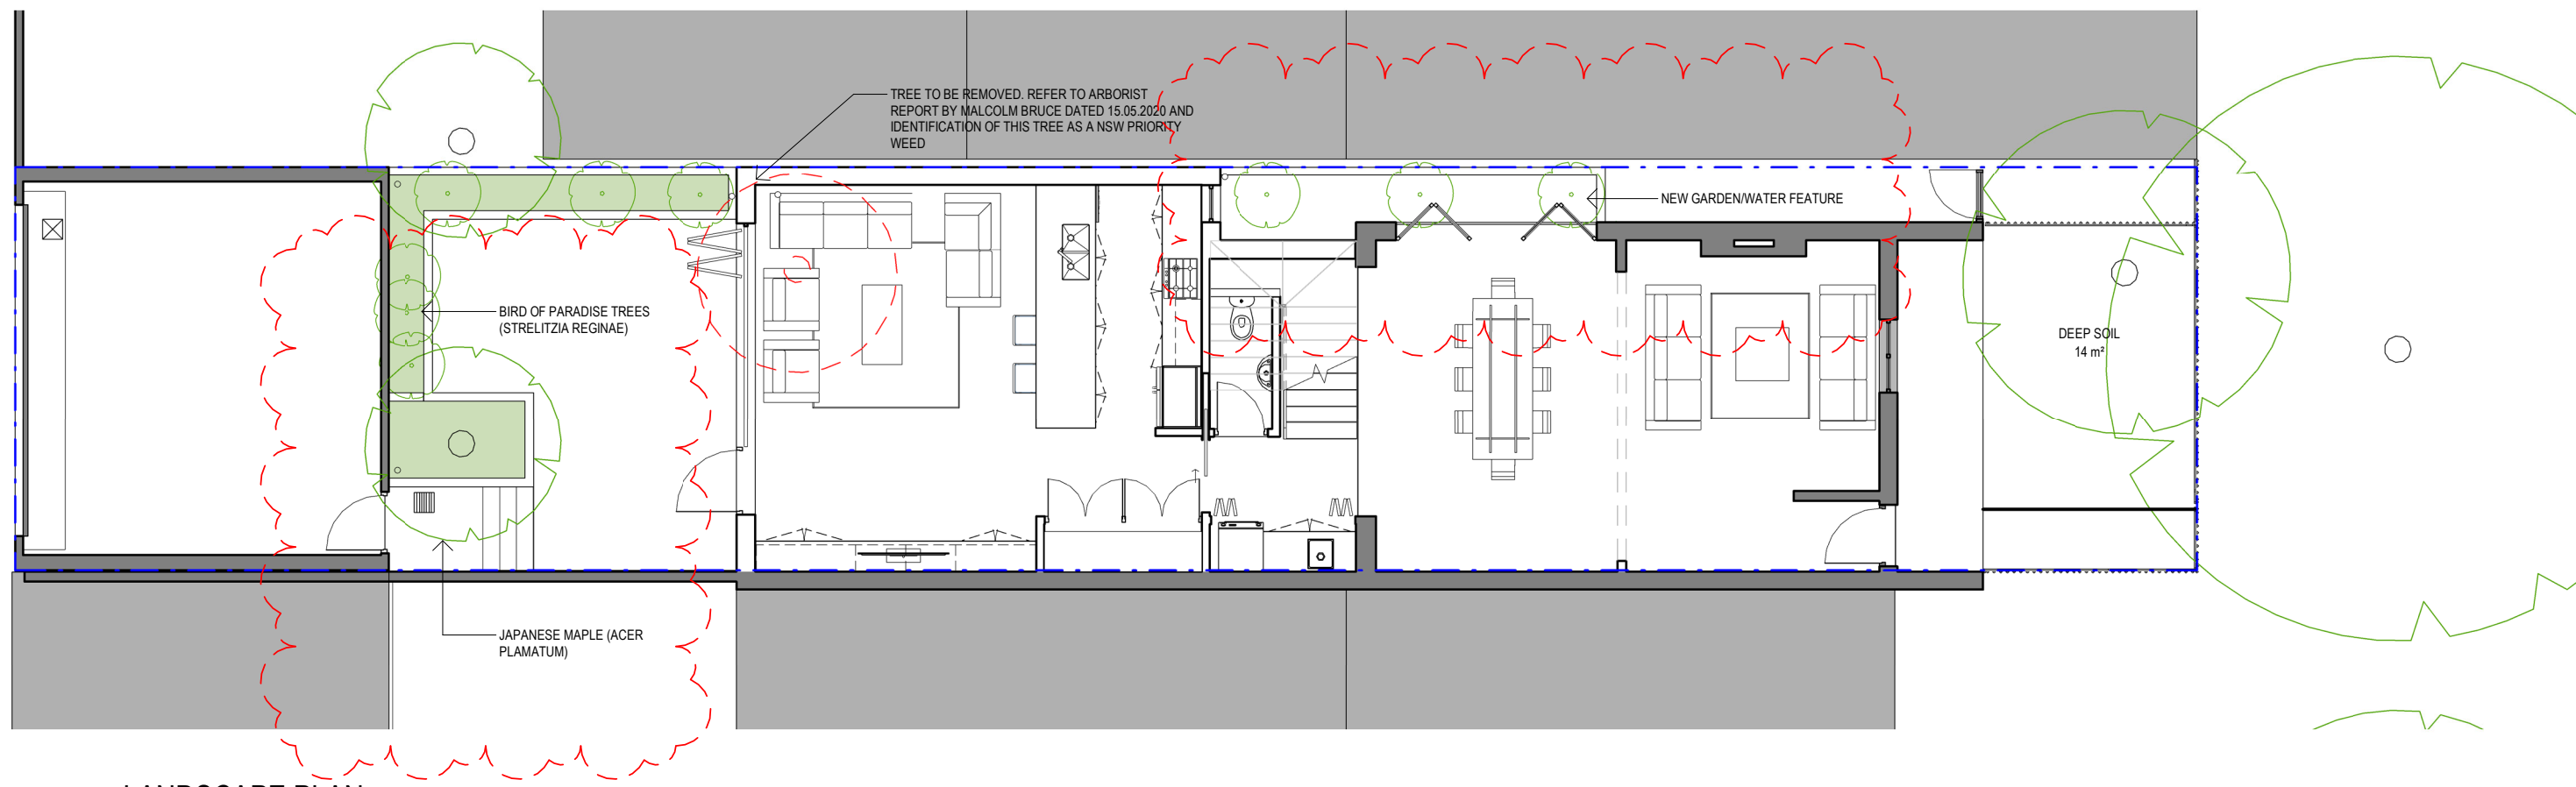 TREE TO BE REMOVED. REFER TO ARBORIST
REPORT BY MALCOLM BRUCE DATED 15.05.2020 AND
IDENTIFICATION OF THIS TREE AS A NSW PRIORITY
WEED
NEW GARDEN/WATER FEATURE
BIRD OF PARADISE TREES
(STRELITZIA REGINAE)
DEEP SOIL
14 m²
JAPANESE MAPLE (ACER
PLAMATUM)
LANDSCAPE PLAN